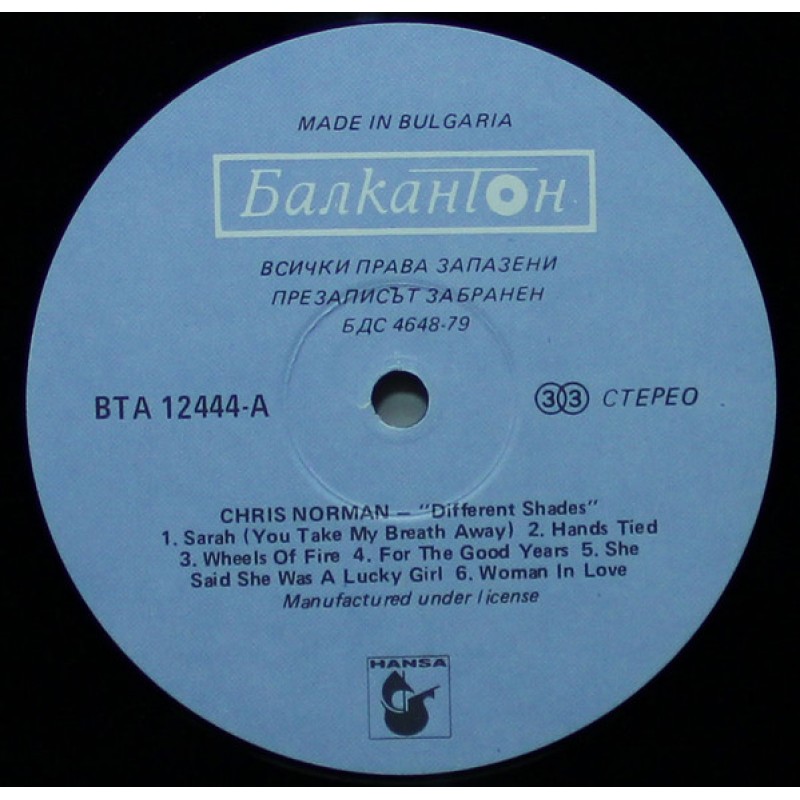 MADE IN BULGARIA
Балкантон
ВСИЧКИ ПРАВА ЗАПАЗЕНИ
ПРЕЗАПИСЪТ ЗАБРАНЕН
БДС 4648-79
ВТА 12444-А
33 СТЕРЕО
CHRIS NORMAN – "Different Shades"
1. Sarah (You Take My Breath Away) 2. Hands Tied
3. Wheels Of Fire 4. For The Good Years 5. She
Said She Was A Lucky Girl 6. Woman In Love
Manufactured under license
HANSA